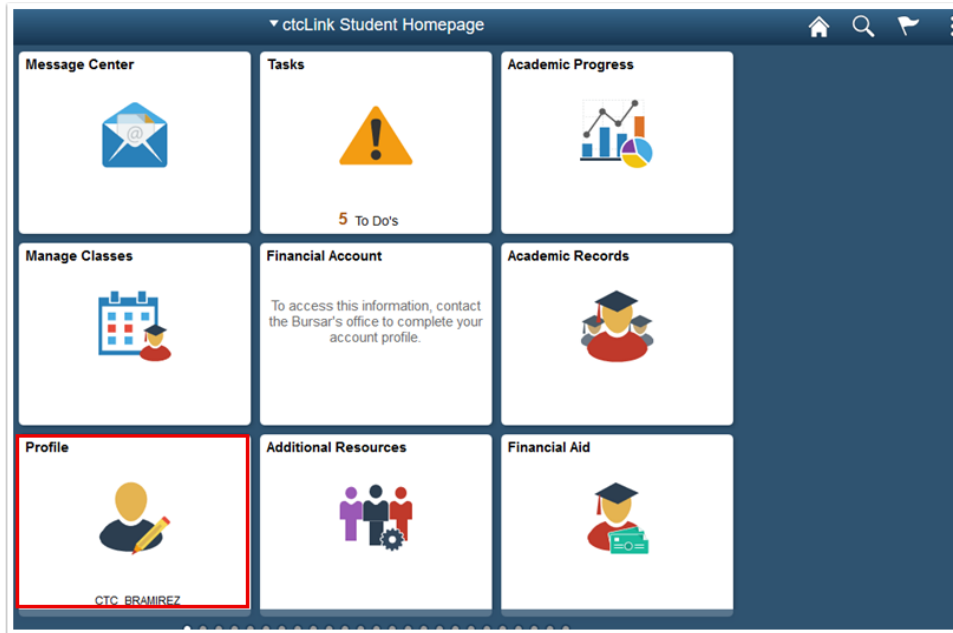 ctcLink Student Homepage
Message Center
Tasks
Academic Progress
@
5 To Do's
Manage Classes
Financial Account
Academic Records
To access this information, contact
the Bursar's office to complete your
account profile.
Profile
Additional Resources
Financial Aid
CTC_BRAMIREZ